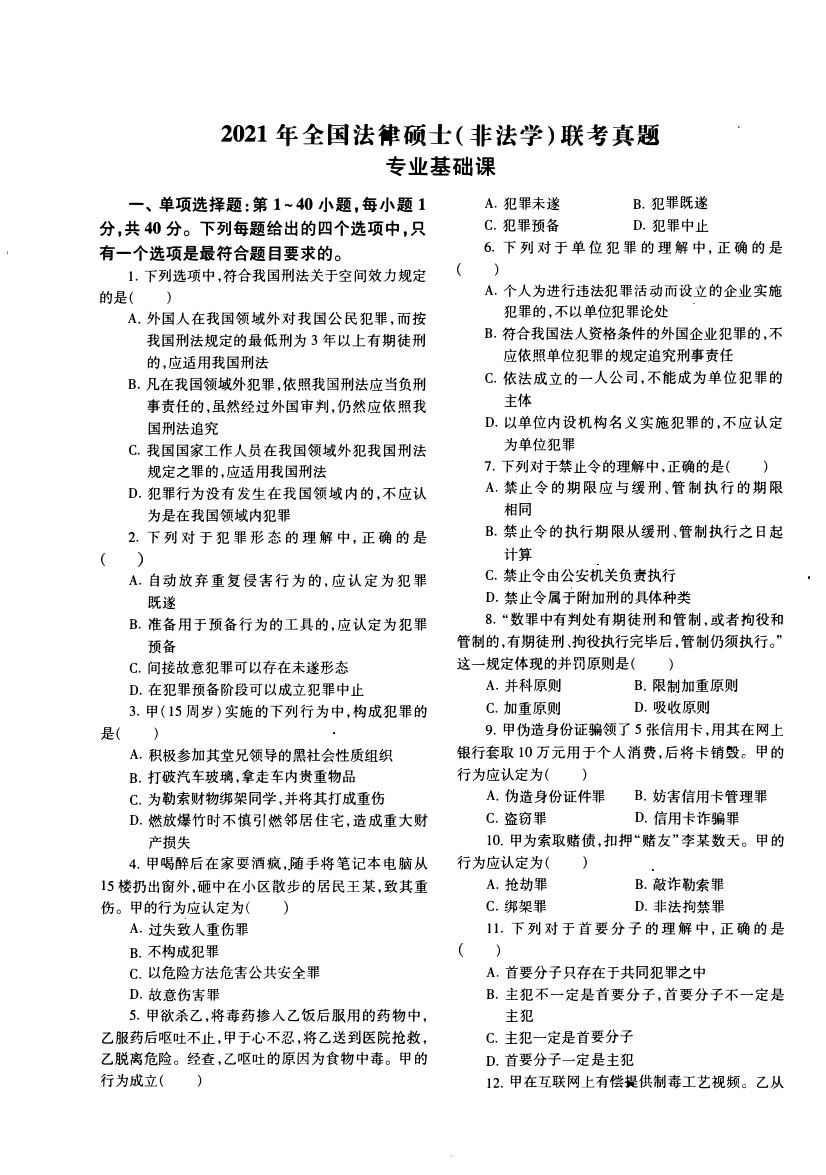 2021 年全国法律硕士(非法学)联考真题
专业基础课
一、单项选择题:第 1~40 小题,每小题 1
分,共 40 分。下列每题给出的四个选项中,只
有一个选项是最符合题目要求的。
1. 下列选项中,符合我国刑法关于空间效力规定
的是(　　)
A. 外国人在我国领域外对我国公民犯罪,而按
我国刑法规定的最低刑为 3 年以上有期徒刑
的,应适用我国刑法
B. 凡在我国领域外犯罪,依照我国刑法应当负刑
事责任的,虽然经过外国审判,仍然应依照我
国刑法追究
C. 我国国家工作人员在我国领域外犯我国刑法
规定之罪的,应适用我国刑法
D. 犯罪行为没有发生在我国领域内的,不应认
为是在我国领域内犯罪
2. 下列对于犯罪形态的理解中,正确的是
(　　)
A. 自动放弃重复侵害行为的,应认定为犯罪
既遂
B. 准备用于预备行为的工具的,应认定为犯罪
预备
C. 间接故意犯罪可以存在未遂形态
D. 在犯罪预备阶段可以成立犯罪中止
3. 甲(15 周岁)实施的下列行为中,构成犯罪的
是(　　)
A. 积极参加其堂兄领导的黑社会性质组织
B. 打破汽车玻璃,拿走车内贵重物品
C. 为勒索财物绑架同学,并将其打成重伤
D. 燃放爆竹时不慎引燃邻居住宅,造成重大财
产损失
4. 甲喝醉后在家耍酒疯,随手将笔记本电脑从
15 楼扔出窗外,砸中在小区散步的居民王某,致其重
伤。甲的行为应认定为(　　)
A. 过失致人重伤罪
B. 不构成犯罪
C. 以危险方法危害公共安全罪
D. 故意伤害罪
5. 甲欲杀乙,将毒药掺入乙饭后服用的药物中,
乙服药后呕吐不止,甲于心不忍,将乙送到医院抢救,
乙脱离危险。经查,乙呕吐的原因为食物中毒。甲的
行为成立(　　)
A. 犯罪未遂　　B. 犯罪既遂
C. 犯罪预备　　D. 犯罪中止
6. 下列对于单位犯罪的理解中,正确的是
(　　)
A. 个人为进行违法犯罪活动而设立的企业实施
犯罪的,不以单位犯罪论处
B. 符合我国法人资格条件的外国企业犯罪的,不
应依照单位犯罪的规定追究刑事责任
C. 依法成立的一人公司,不能成为单位犯罪的
主体
D. 以单位内设机构名义实施犯罪的,不应认定
为单位犯罪
7. 下列对于禁止令的理解中,正确的是(　　)
A. 禁止令的期限应与缓刑、管制执行的期限
相同
B. 禁止令的执行期限从缓刑、管制执行之日起
计算
C. 禁止令由公安机关负责执行
D. 禁止令属于附加刑的具体种类
8. “数罪中有判处有期徒刑和管制,或者拘役和
管制的,有期徒刑、拘役执行完毕后,管制仍须执行。”
这一规定体现的并罚原则是(　　)
A. 并科原则　　B. 限制加重原则
C. 加重原则　　D. 吸收原则
9. 甲伪造身份证骗领了 5 张信用卡,用其在网上
银行套取 10 万元用于个人消费,后将卡销毁。甲的
行为应认定为(　　)
A. 伪造身份证件罪　　B. 妨害信用卡管理罪
C. 盗窃罪　　D. 信用卡诈骗罪
10. 甲为索取赌债,扣押“赌友”李某数天。甲的
行为应认定为(　　)
A. 抢劫罪　　B. 敲诈勒索罪
C. 绑架罪　　D. 非法拘禁罪
11. 下列对于首要分子的理解中,正确的是
(　　)
A. 首要分子只存在于共同犯罪之中
B. 主犯不一定是首要分子,首要分子不一定是
主犯
C. 主犯一定是首要分子
D. 首要分子一定是主犯
12. 甲在互联网上有偿提供制毒工艺视频。乙从